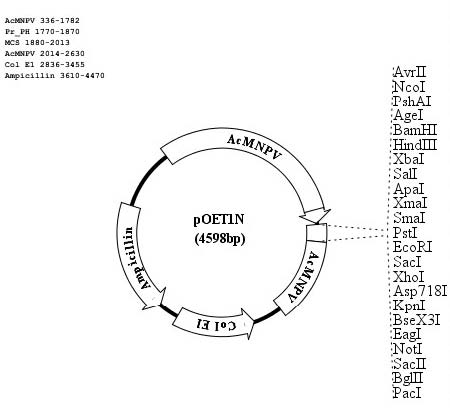 AcMNPV 336-1782
Pr_PH 1770-1870
MCS 1880-2013
AcMNPV 2014-2630
Col E1 2836-3455
Ampicillin 3610-4470
AvrII
NcoI
PshAI
AgeI
BamHI
HindIII
XbaI
SalI
ApaI
XmaI
SmaI
PstI
EcoRI
SacI
XhoI
Asp718I
KpnI
BseX3I
EagI
NotI
SacII
BglII
PacI
AcMNPV
pOET1N
(4598bp)
AcMNPV
Col E1
Ampicillin